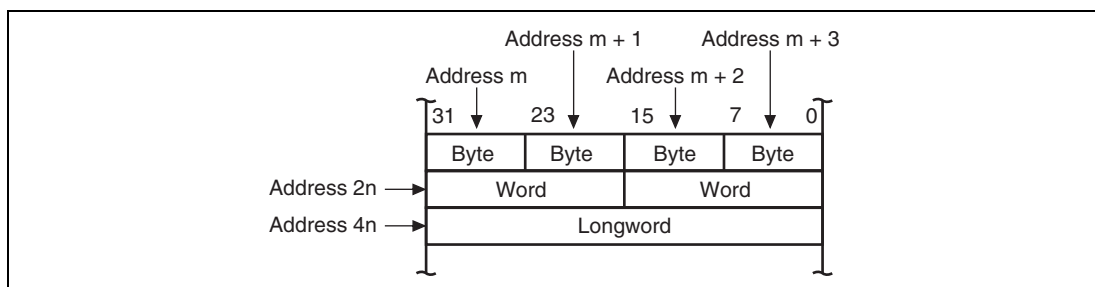 Address m + 1 Address m + 3
Address m Address m + 2
31 23 15 7 0
Byte Byte Byte Byte
Address 2n Word Word
Address 4n Longword